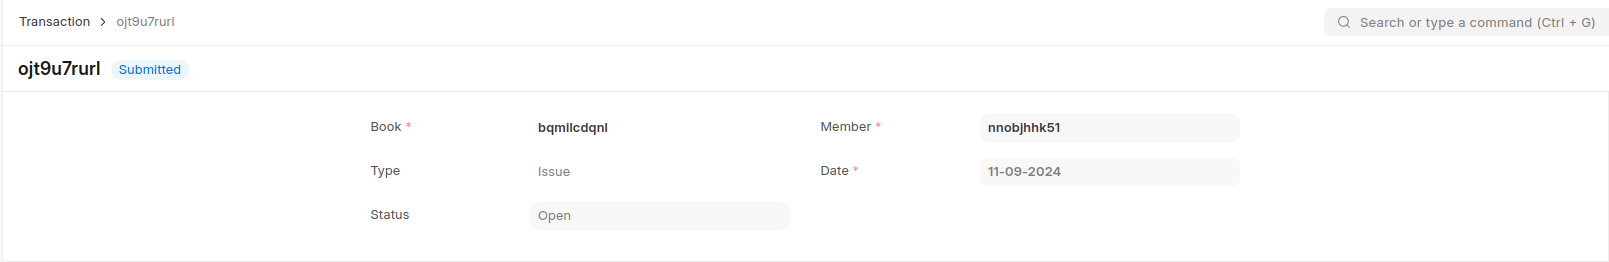 Transaction > ojt9u7rurl
Search or type a command (Ctrl + G)
ojt9u7rurl Submitted
Book * bqmilcdqnl Member * nnobjhhk51
Type Issue Date * 11-09-2024
Status Open